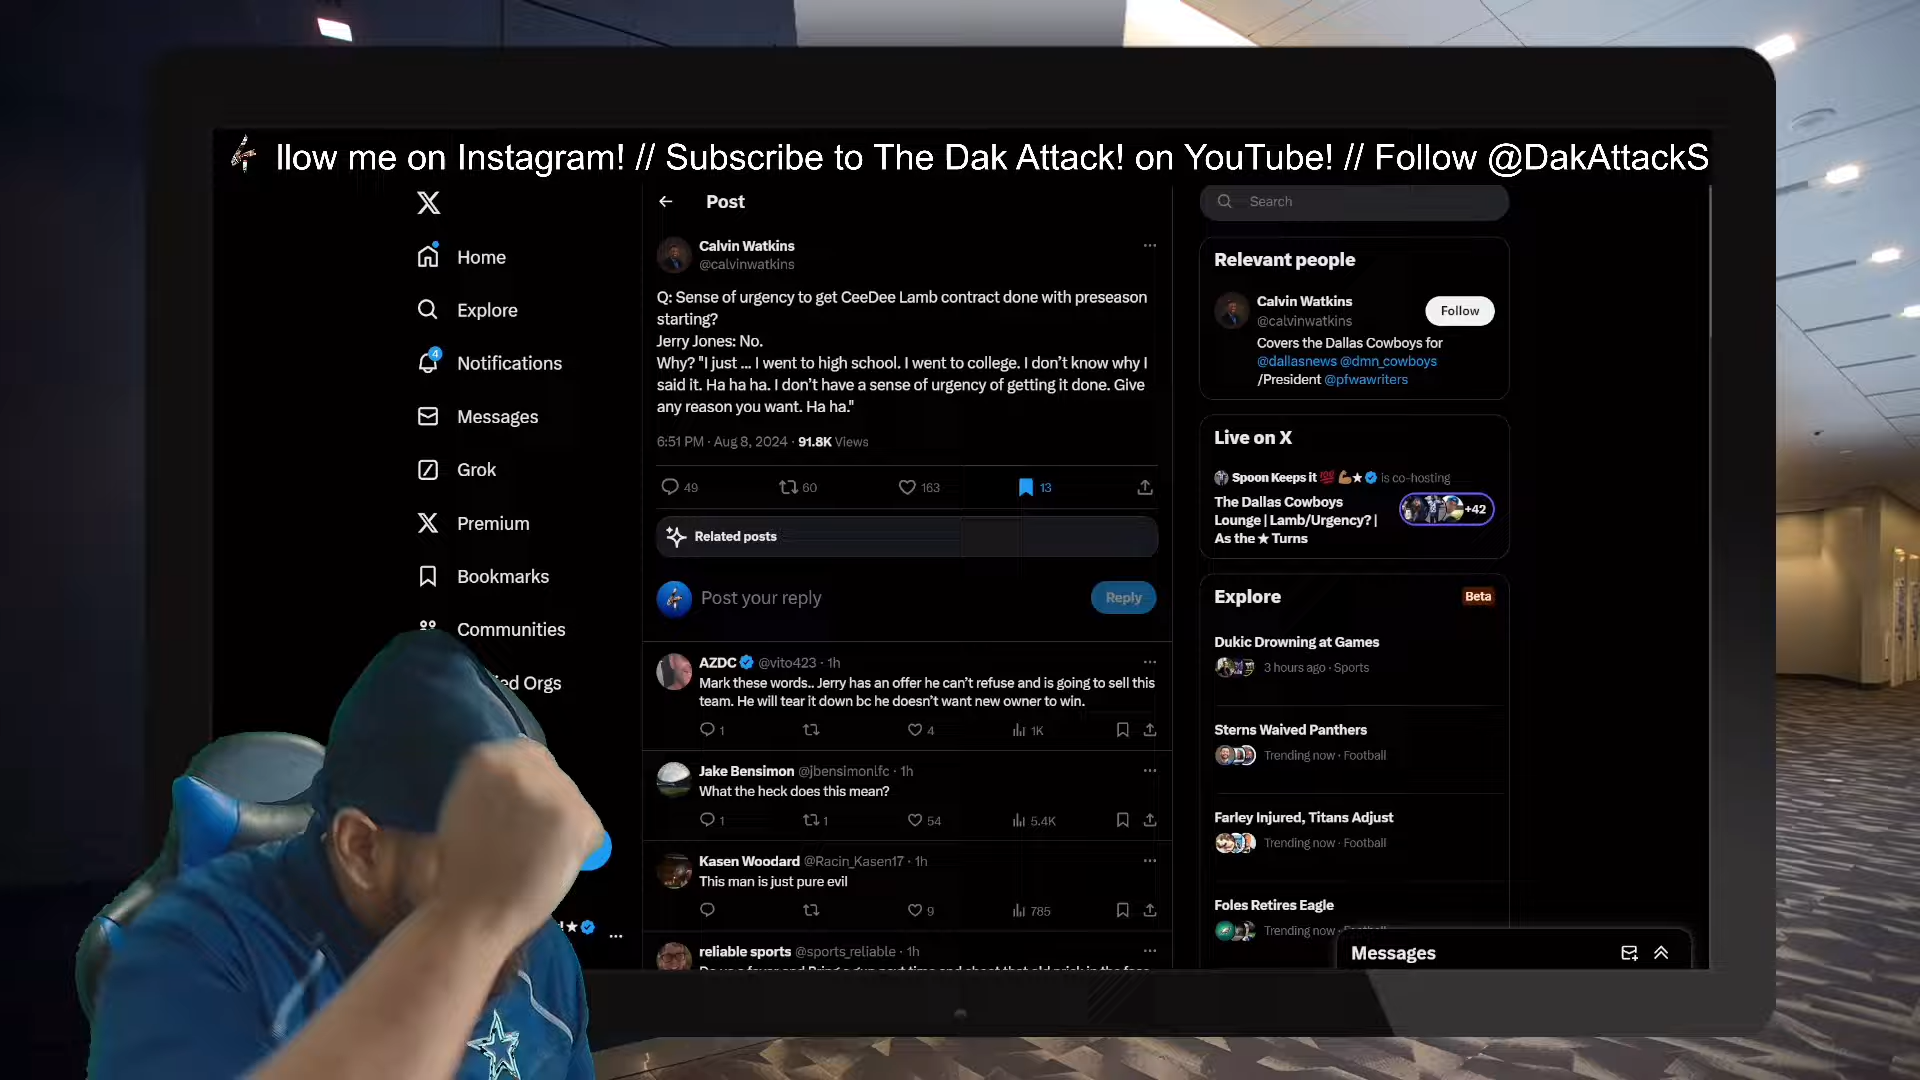 llow me on Instagram! // Subscribe to The Dak Attack! on YouTube! // Follow @DakAttackS
Home
Explore
4
Notifications
Messages
Grok
Premium
Bookmarks
Communities
ed Orgs
Post
Calvin Watkins
@calvinwatkins
Q: Sense of urgency to get CeeDee Lamb contract done with preseason
starting?
Jerry Jones: No.
Why? "I just ... I went to high school. I went to college. I don't know why I
said it. Ha ha ha. I don't have a sense of urgency of getting it done. Give
any reason you want. Ha ha."
6:51 PM · Aug 8, 2024 · 91.8K Views
49 60 163 13
Related posts
Post your reply
Reply
AZDC @vito423 · 1h
Mark these words.. Jerry has an offer he can't refuse and is going to sell this
team. He will tear it down bc he doesn't want new owner to win.
1 4 1K
Jake Bensimon @jbensimonlfc · 1h
What the heck does this mean?
1 1 54 5.4K
Kasen Woodard @Racin_Kasen17 · 1h
This man is just pure evil
9 785
reliable sports @sports_reliable · 1h
Search
Relevant people
Calvin Watkins
@calvinwatkins
Follow
Covers the Dallas Cowboys for
@dallasnews @dmn_cowboys
/President @pfwawriters
Live on X
Spoon Keeps it 💯 💪🏾★ is co-hosting
The Dallas Cowboys
Lounge | Lamb/Urgency? |
As the ★ Turns
+42
Explore
Beta
Dukic Drowning at Games
3 hours ago · Sports
Sterns Waived Panthers
Trending now · Football
Farley Injured, Titans Adjust
Trending now · Football
Foles Retires Eagle
Trending now ·
Messages